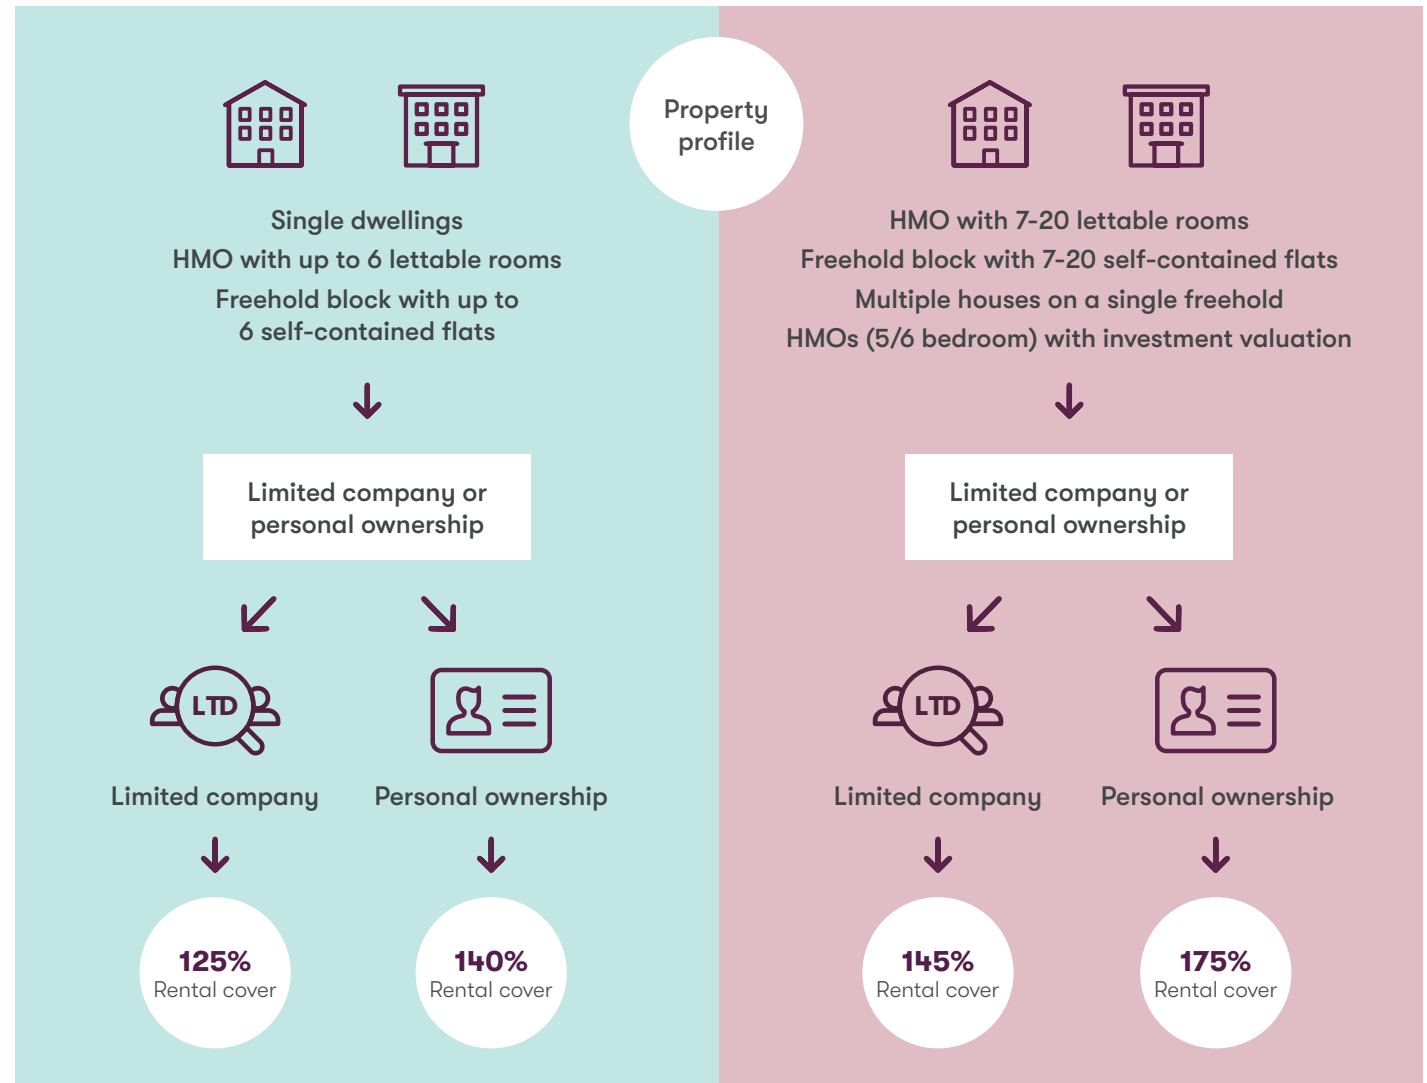 Property
profile
Single dwellings
HMO with up to 6 lettable rooms
Freehold block with up to
6 self-contained flats
Limited company or
personal ownership
LTD
Limited company
Personal ownership
125%
Rental cover
140%
Rental cover
HMO with 7-20 lettable rooms
Freehold block with 7-20 self-contained flats
Multiple houses on a single freehold
HMOs (5/6 bedroom) with investment valuation
Limited company or
personal ownership
LTD
Limited company
Personal ownership
145%
Rental cover
175%
Rental cover